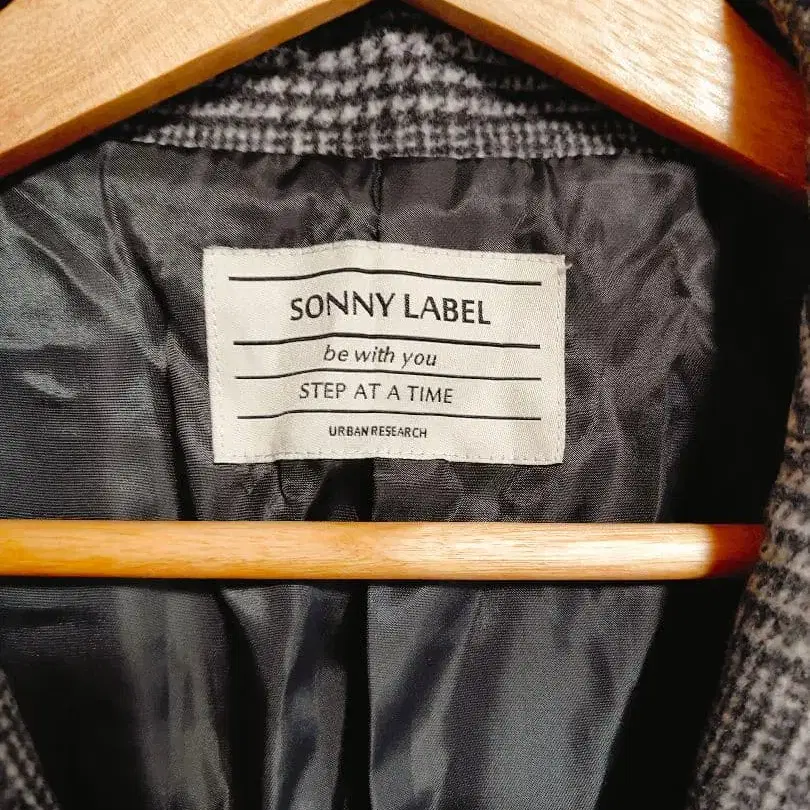 SONNY LABEL
be with you
STEP AT A TIME
URBAN RESEARCH